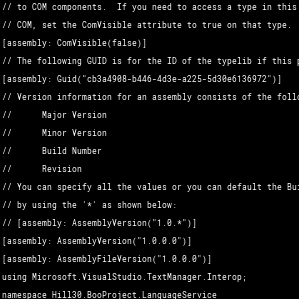 // to COM components.  If you need to access a type in this
// COM, set the ComVisible attribute to true on that type.
[assembly: ComVisible(false)]
// The following GUID is for the ID of the typelib if this p
[assembly: Guid("cb3a4908-b446-4d3e-a225-5d30e6136972")]
// Version information for an assembly consists of the follo
//      Major Version
//      Minor Version
//      Build Number
//      Revision
// You can specify all the values or you can default the Bui
// by using the '*' as shown below:
// [assembly: AssemblyVersion("1.0.*")]
[assembly: AssemblyVersion("1.0.0.0")]
[assembly: AssemblyFileVersion("1.0.0.0")]
using Microsoft.VisualStudio.TextManager.Interop;
namespace Hill30.BooProject.LanguageService